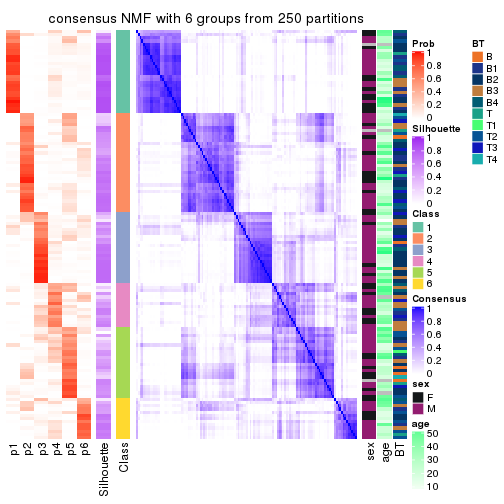 consensus NMF with 6 groups from 250 partitions
p1
p2
p3
p4
p5
p6
Silhouette
Class
sex
age
BT
Prob
1
0.8
0.6
0.4
0.2
0
Silhouette
1
0.8
0.6
0.4
0.2
0
Class
1
2
3
4
5
6
Consensus
1
0.8
0.6
0.4
0.2
0
sex
F
M
age
50
40
30
20
10
BT
B
B1
B2
B3
B4
T
T1
T2
T3
T4